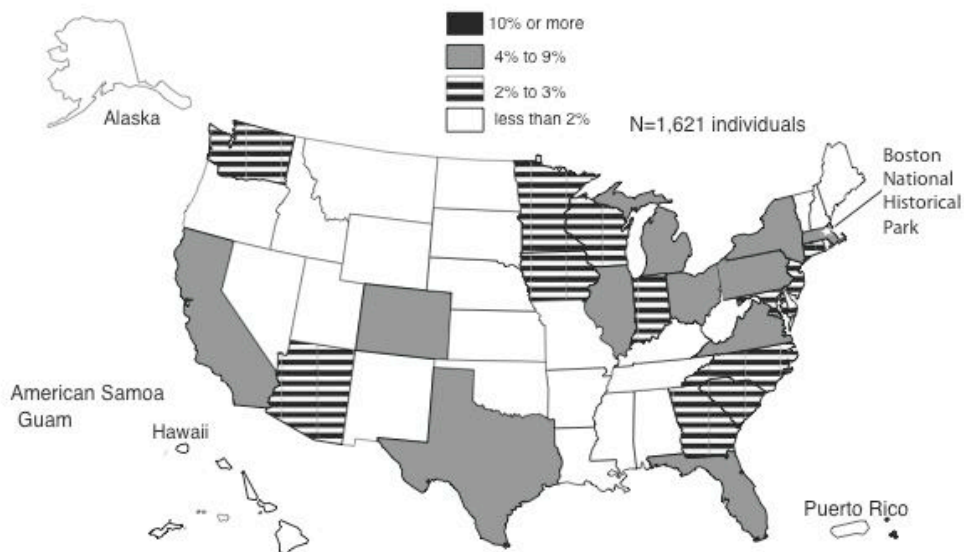 10% or more
4% to 9%
2% to 3%
less than 2%
N=1,621 individuals
Alaska
Boston
National
Historical
Park
American Samoa
Guam
Hawaii
Puerto Rico